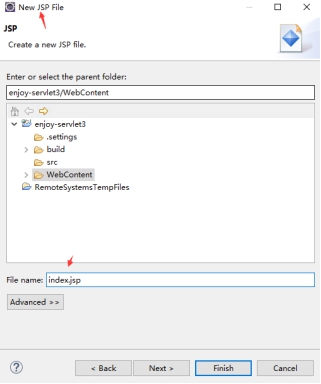 New JSP File
JSP
Create a new JSP file.
Enter or select the parent folder:
enjoy-servlet3/WebContent
enjoy-servlet3
.settings
build
src
WebContent
RemoteSystemsTempFiles
File name: index.jsp
Advanced >>
? < Back Next > Finish Cancel